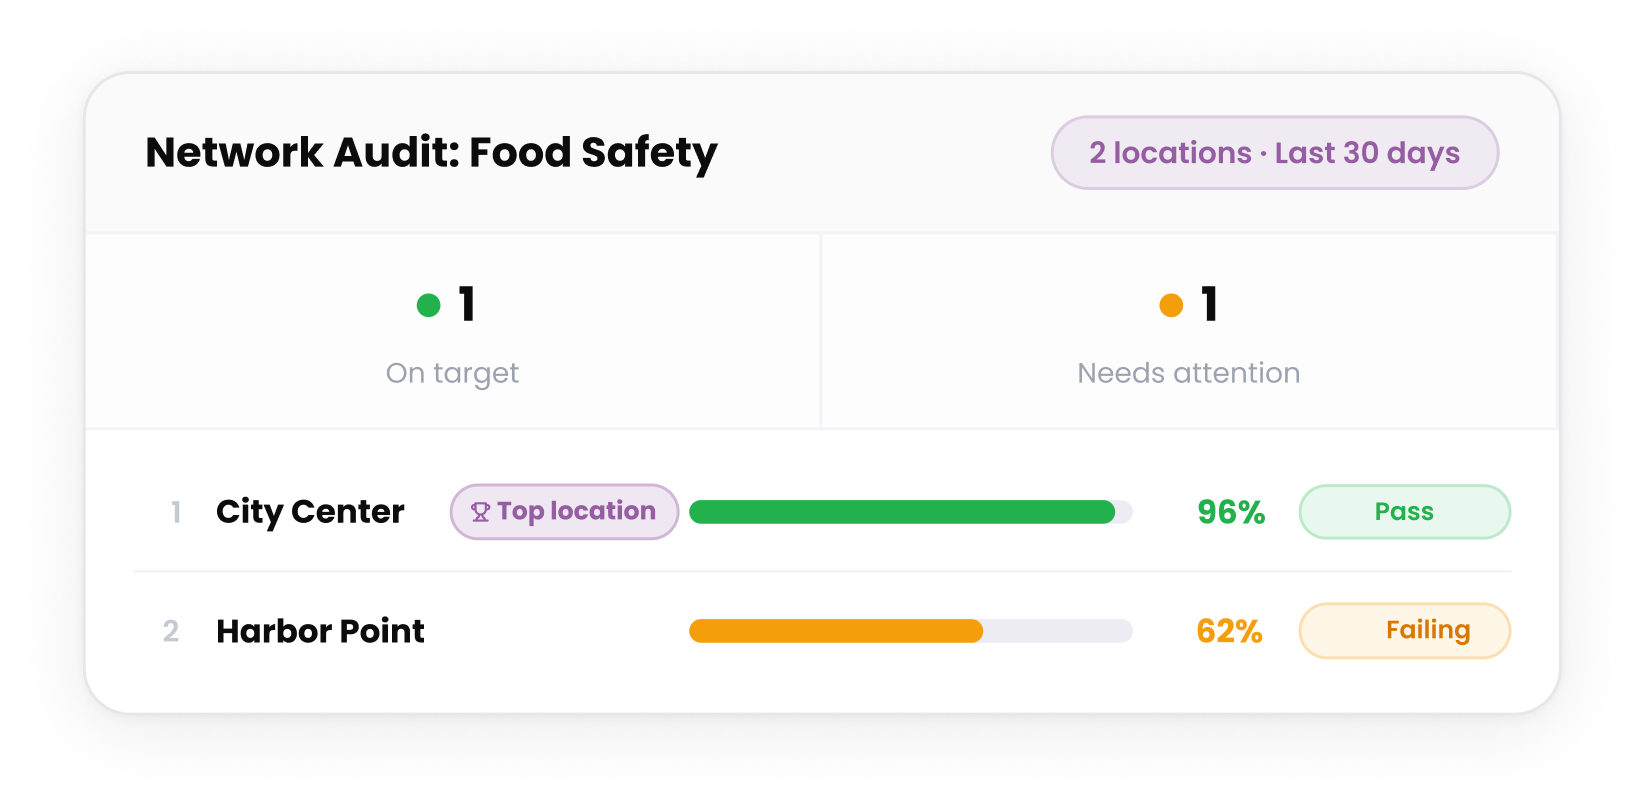 Network Audit: Food Safety
2 locations · Last 30 days
1
On target
1
Needs attention
1 City Center Top location 96% Pass
2 Harbor Point 62% Failing